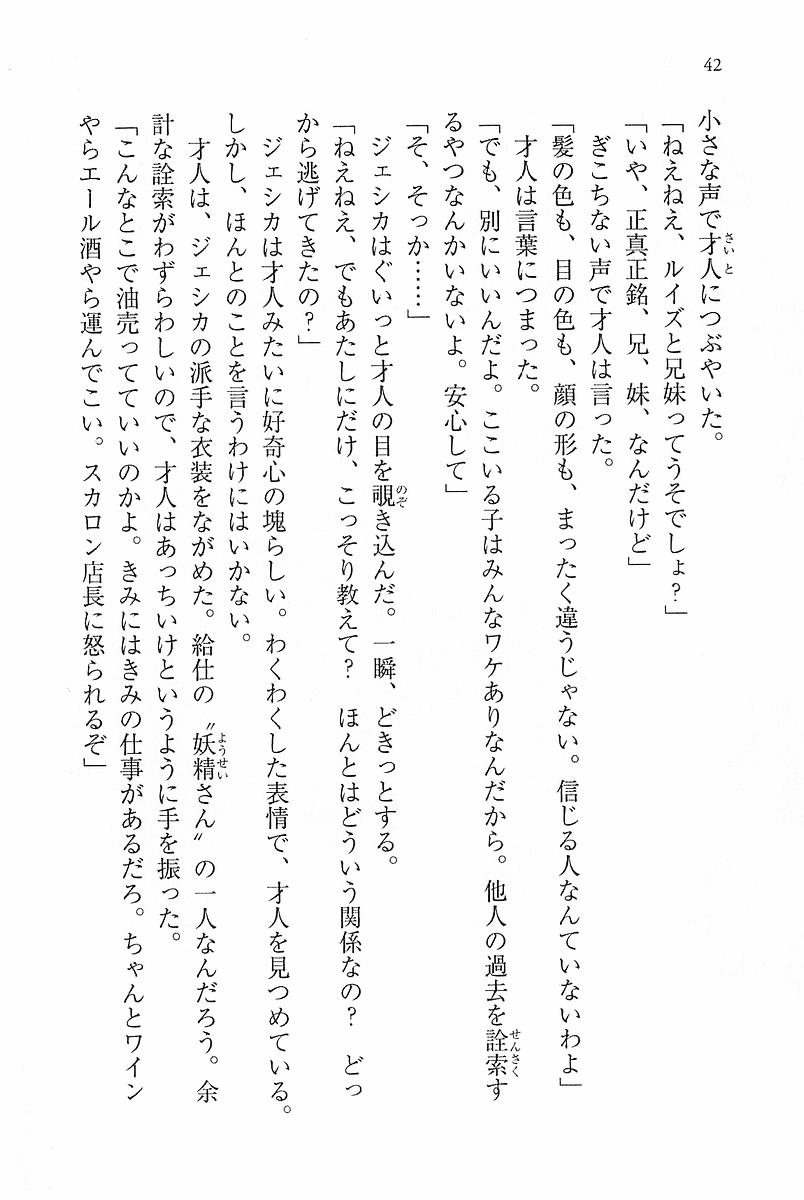 42
小さな声で才人につぶやいた。
「ねえねえ、ルイズと兄妹ってうそでしょ？」
「いや、正真正銘、兄、妹、なんだけど」
ぎこちない声で才人は言った。
「髪の色も、目の色も、顔の形も、まったく違うじゃない。信じる人なんていないわよ」
才人は言葉につまった。
「でも、別にいいんだよ。ここいる子はみんなワケありなんだから。他人の過去を詮索す
るやつなんかいないよ。安心して」
「そ、そっか……」
ジェシカはぐいっと才人の目を覗き込んだ。一瞬、どきっとする。
「ねえねえ、でもあたしにだけ、こっそり教えて？　ほんとはどういう関係なの？　どっ
から逃げてきたの？」
ジェシカは才人みたいに好奇心の塊らしい。わくわくした表情で、才人を見つめている。
しかし、ほんとのことを言うわけにはいかない。
才人は、ジェシカの派手な衣装をながめた。給仕の〝妖精さん〟の一人なんだろう。余
計な詮索がわずらわしいので、才人はあっちいけというように手を振った。
「こんなとこで油売ってていいのかよ。きみにはきみの仕事があるだろ。ちゃんとワイン
やらエール酒やら運んでこい。スカロン店長に怒られるぞ」
さいと
のぞ
せんさく
ようせい